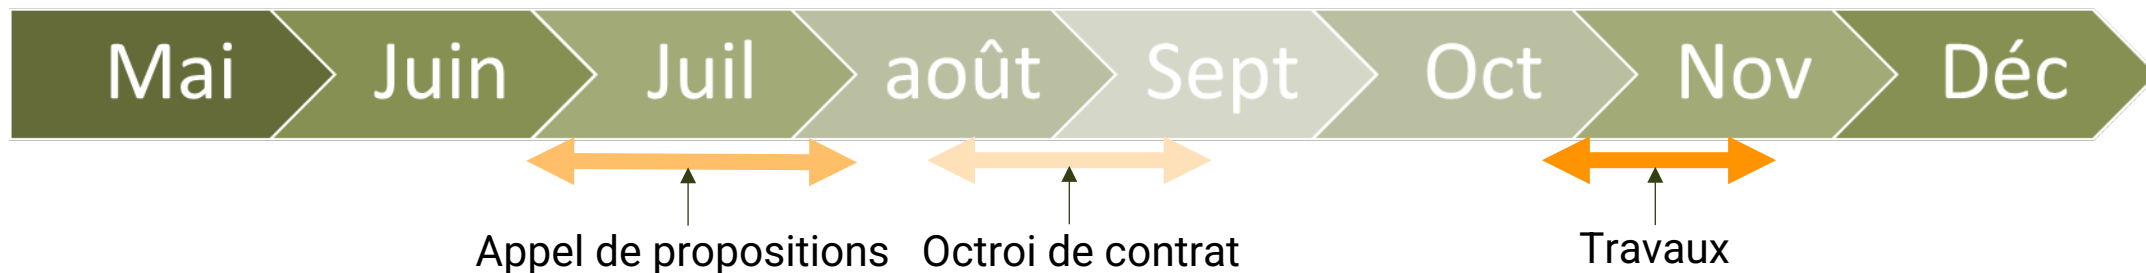 Mai Juin Juil août Sept Oct Nov Déc
Appel de propositions Octroi de contrat Travaux